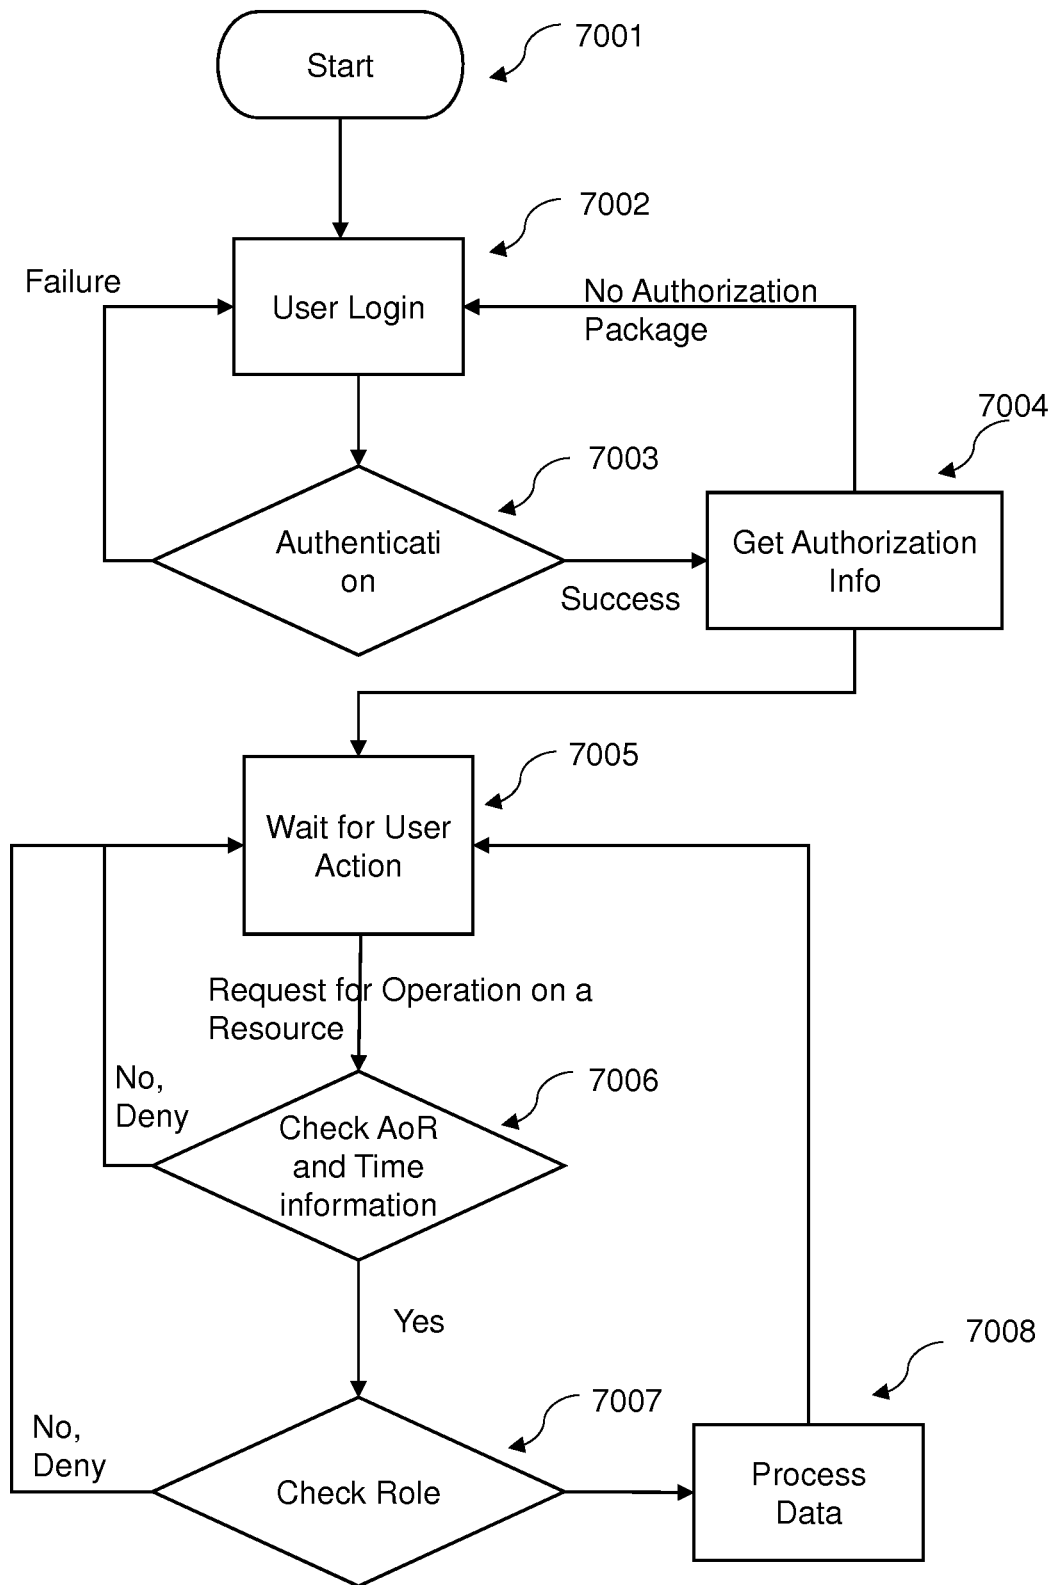 Start
7001
7002
Failure
User Login
No Authorization
Package
7004
7003
Authenticati
on
Get Authorization
Info
Success
7005
Wait for User
Action
Request for Operation on a
Resource
No,
Deny
7006
Check AoR
and Time
information
Yes
7008
7007
No,
Deny
Check Role
Process
Data